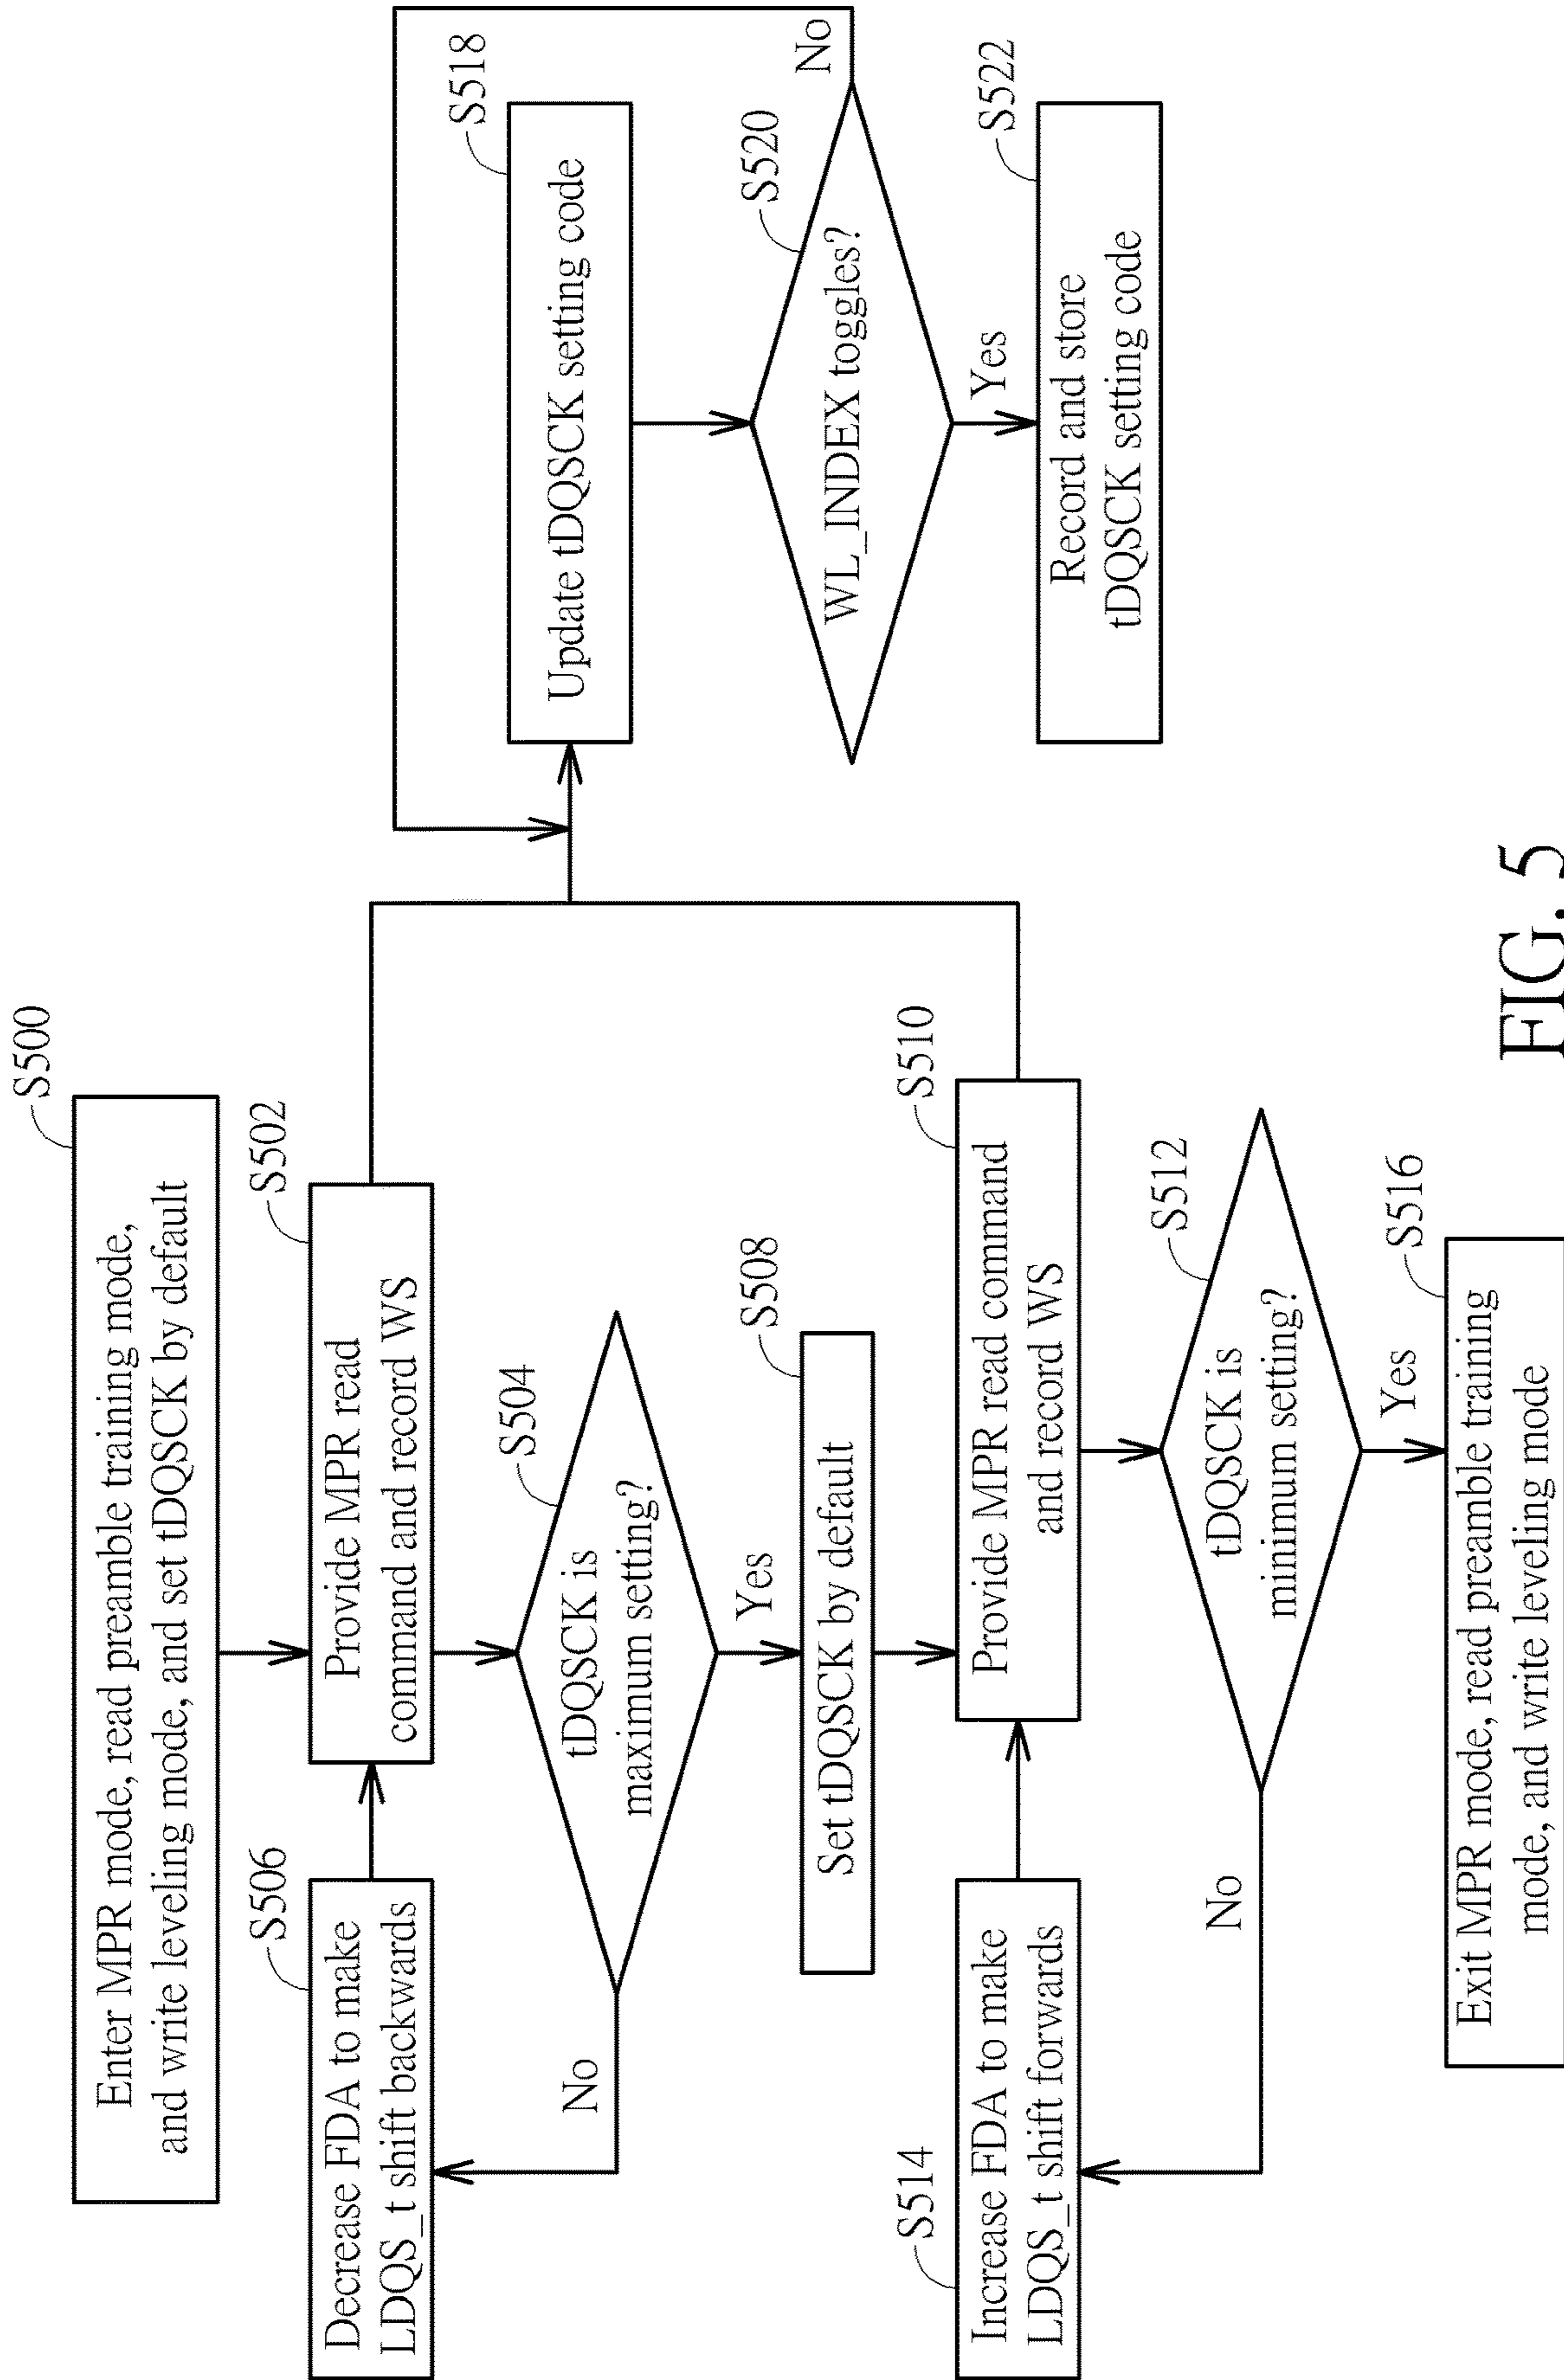 S500
Enter MPR mode, read preamble training mode,
and write leveling mode, and set tDQSCK by default
S506
Decrease FDA to make
LDQS_t shift backwards
S502
Provide MPR read
command and record WS
S504
tDQSCK is
maximum setting?
No
Yes
S508
Set tDQSCK by default
S514
Increase FDA to make
LDQS_t shift forwards
S510
Provide MPR read command
and record WS
S512
tDQSCK is
minimum setting?
No
Yes
S516
Exit MPR mode, read preamble training
mode, and write leveling mode
S518
Update tDQSCK setting code
S520
WL_INDEX toggles?
No
Yes
S522
Record and store
tDQSCK setting code
FIG. 5